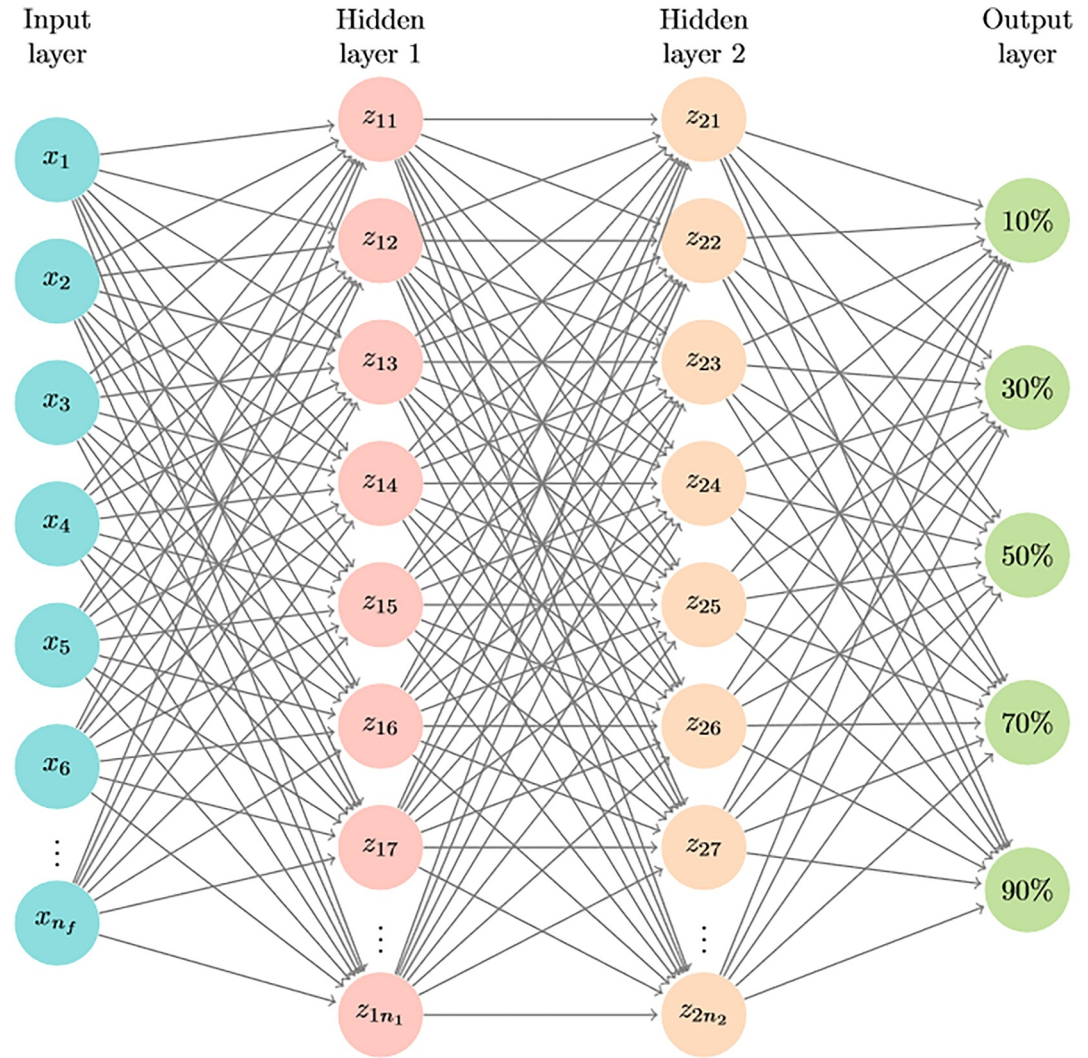 Input
layer
Hidden
layer 1
Hidden
layer 2
Output
layer
x₁
x₂
x₃
x₄
x₅
x₆
⋮
xₙ_f
z₁₁
z₁₂
z₁₃
z₁₄
z₁₅
z₁₆
z₁₇
⋮
z₁ₙ₁
z₂₁
z₂₂
z₂₃
z₂₄
z₂₅
z₂₆
z₂₇
⋮
z₂ₙ₂
10%
30%
50%
70%
90%